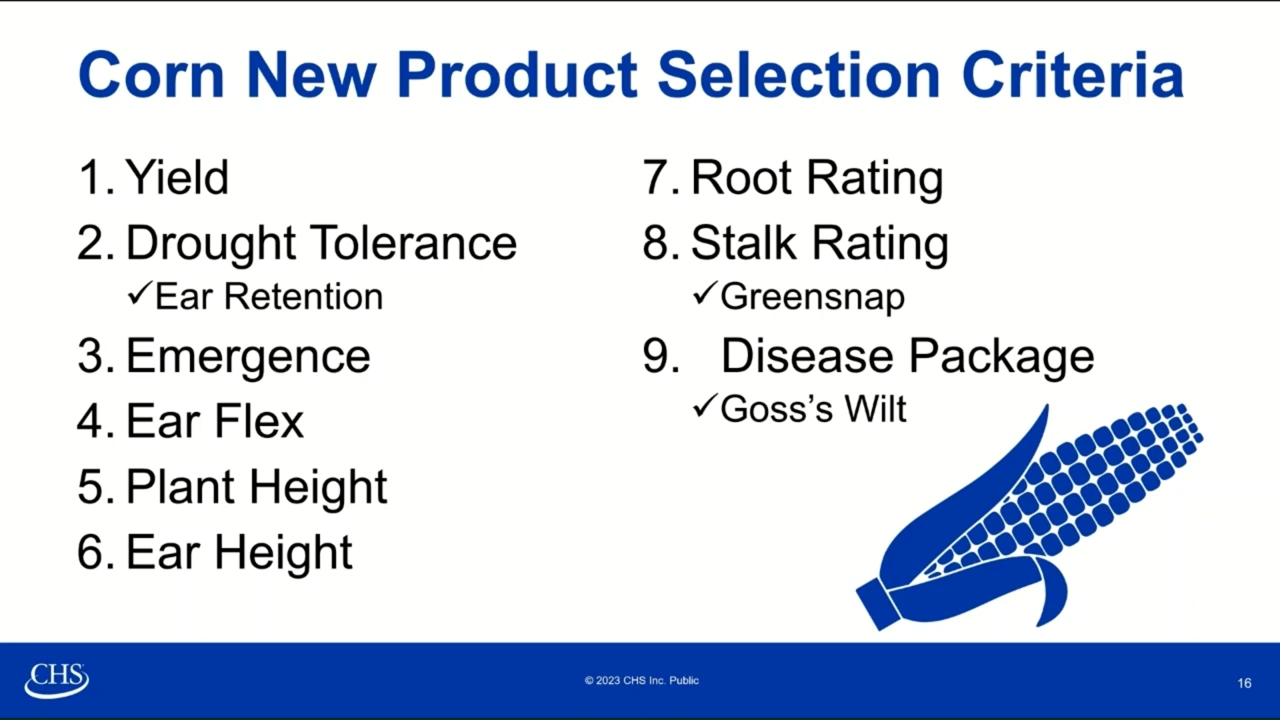 Corn New Product Selection Criteria
1. Yield
2. Drought Tolerance
✓Ear Retention
3. Emergence
4. Ear Flex
5. Plant Height
6. Ear Height
7. Root Rating
8. Stalk Rating
✓Greensnap
9. Disease Package
✓Goss’s Wilt
CHS
© 2023 CHS Inc. Public
16